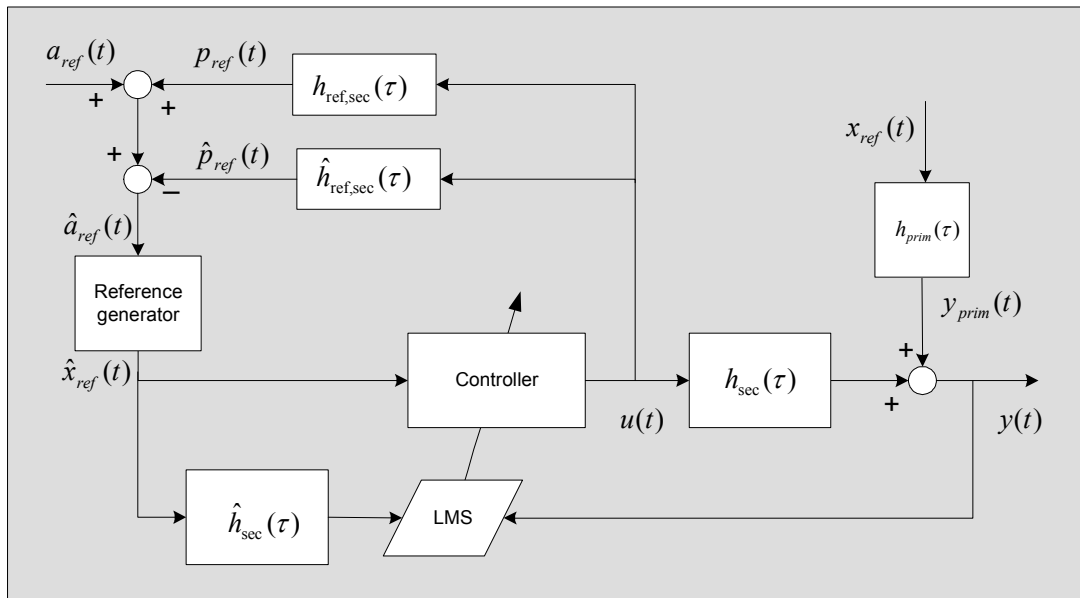 a_ref(t)
p_ref(t)
h_ref,sec(τ)
+
+
x_ref(t)
+
p̂_ref(t)
−
ĥ_ref,sec(τ)
â_ref(t)
h_prim(τ)
Reference
generator
y_prim(t)
x̂_ref(t)
Controller
u(t)
h_sec(τ)
+
+
y(t)
ĥ_sec(τ)
LMS